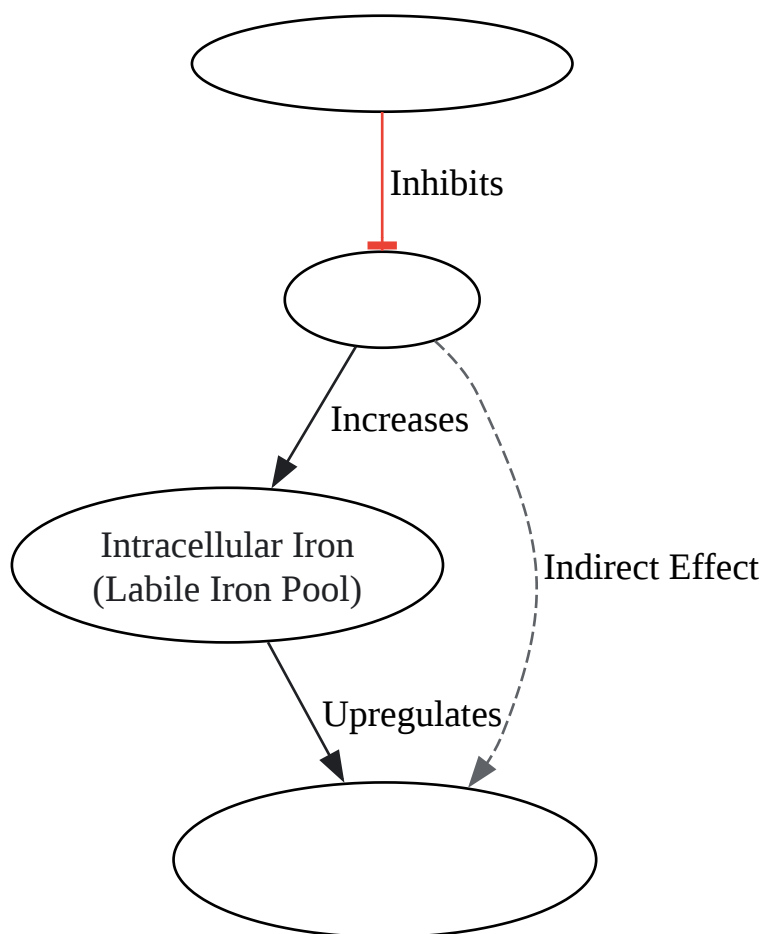 Inhibits
Increases
Intracellular Iron
(Labile Iron Pool)
Indirect Effect
Upregulates